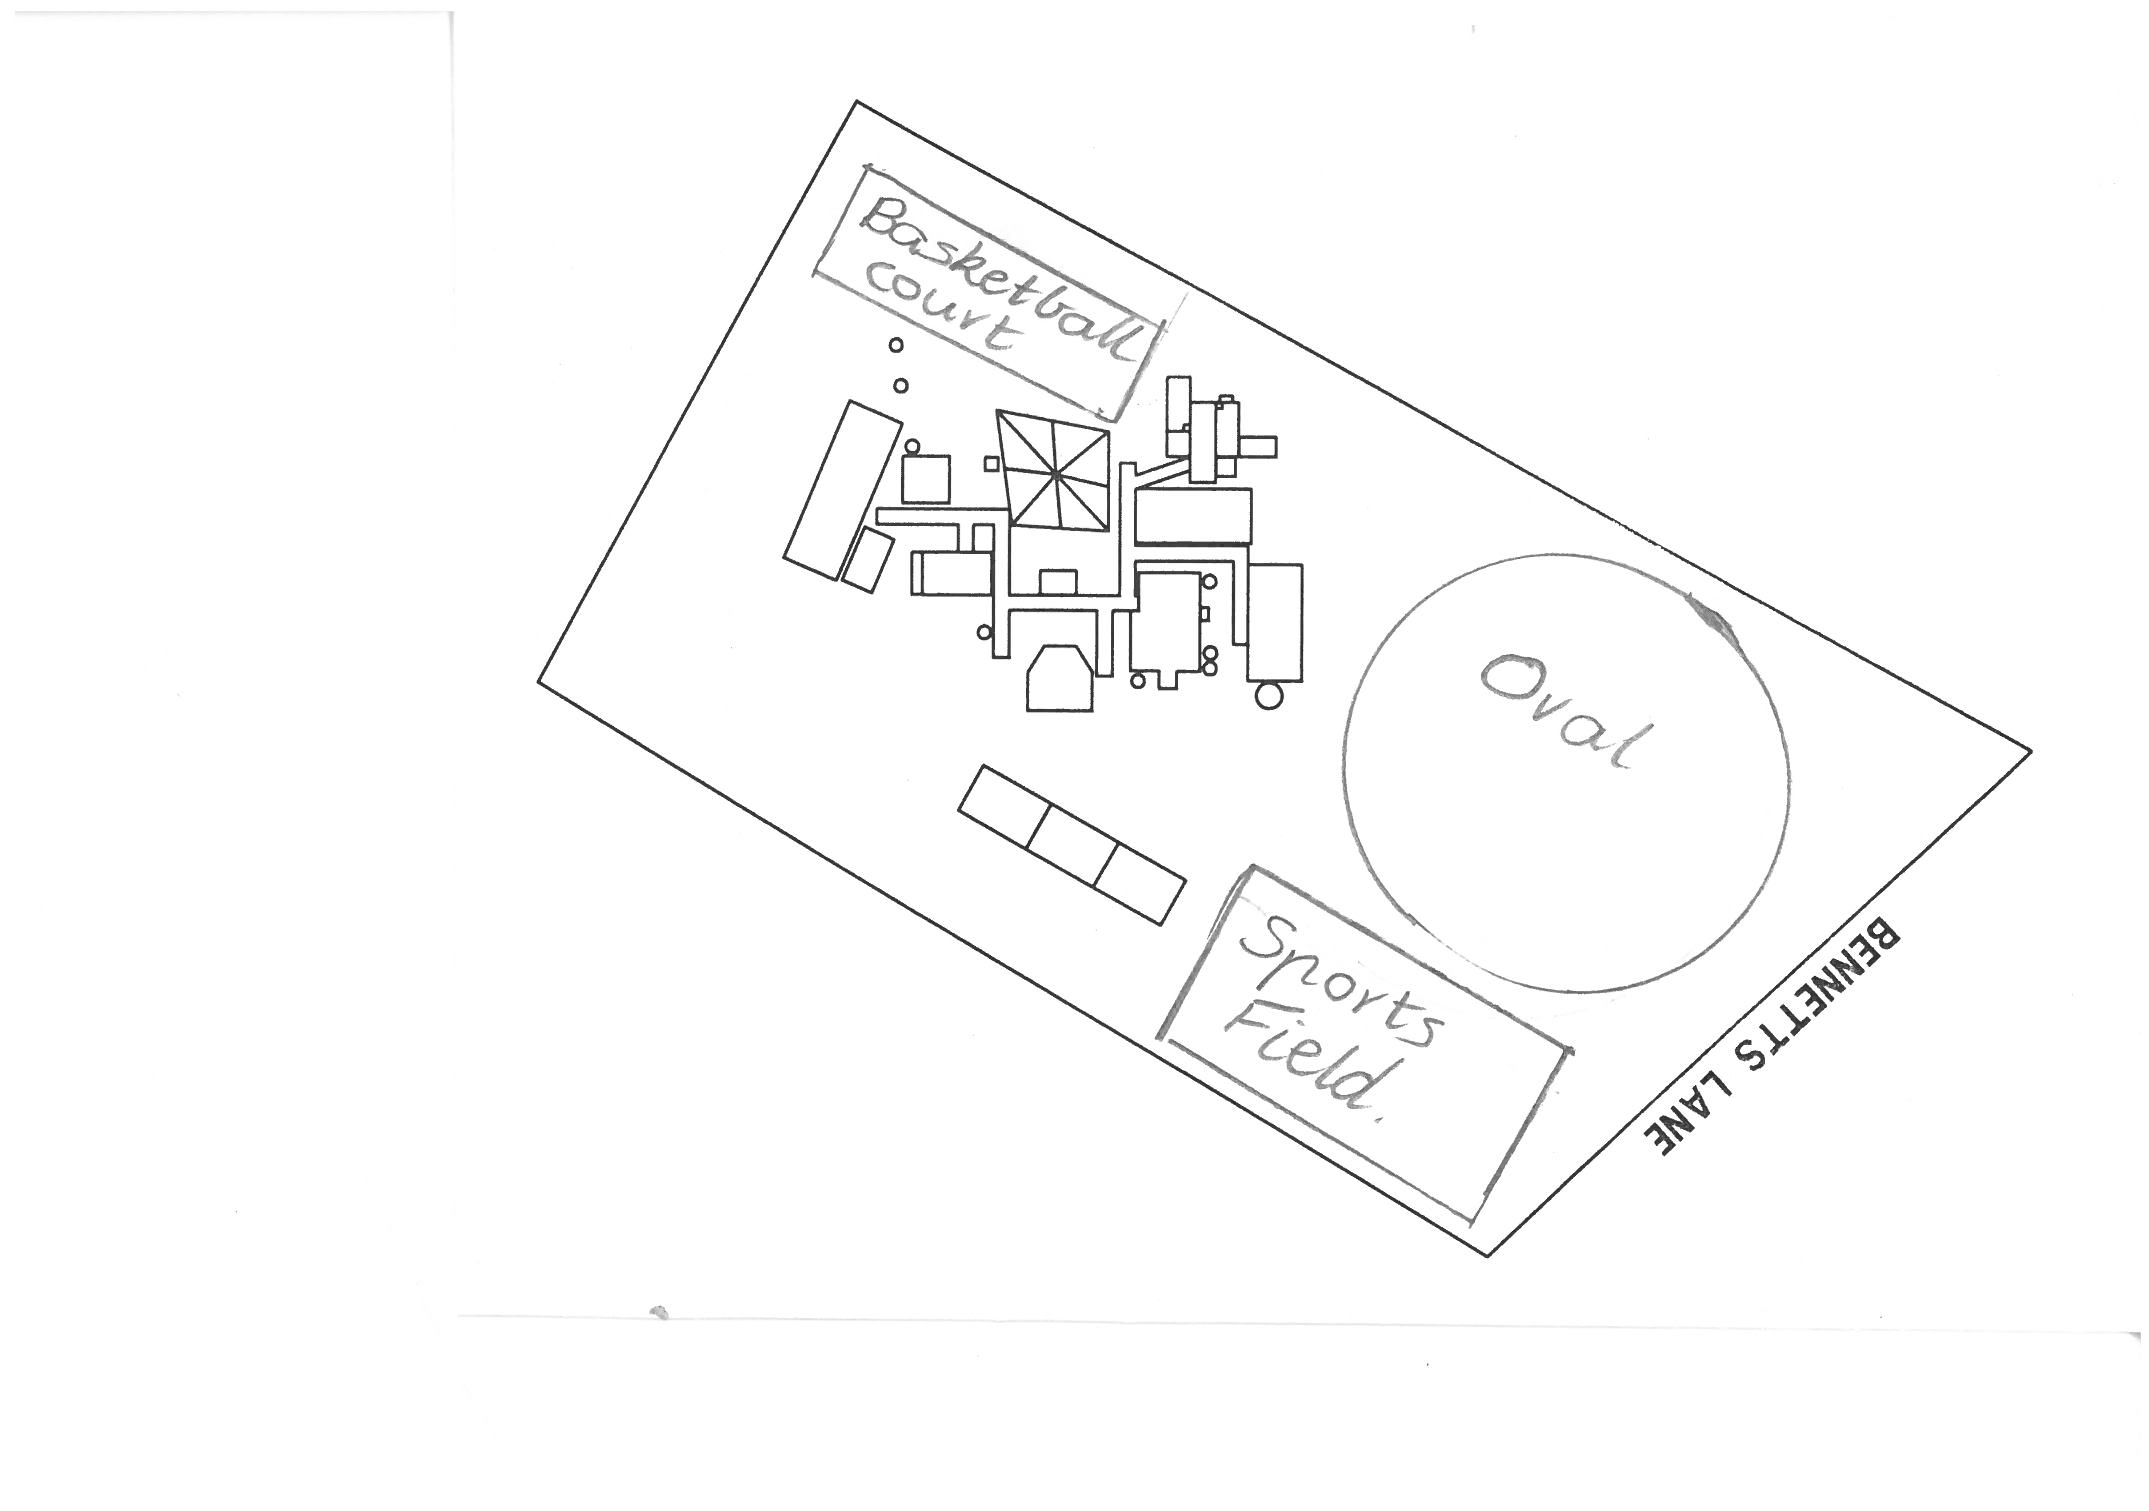 Basketball
court
Oval
Sports
Field.
BENNETTS LANE